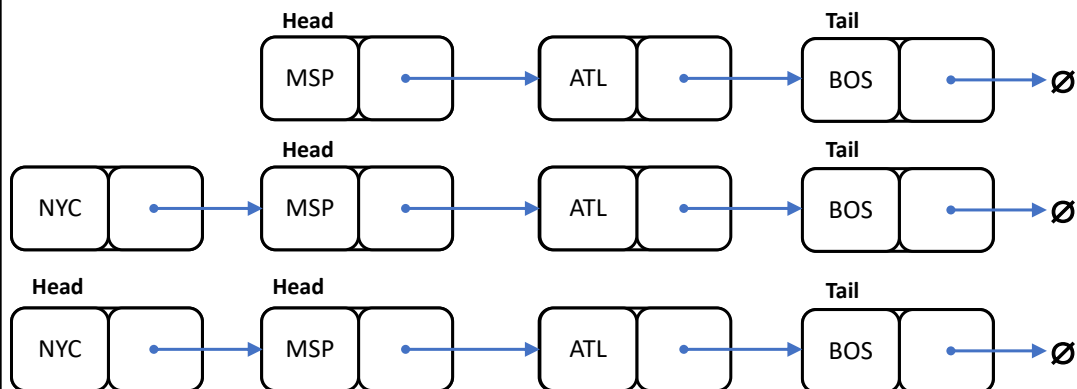 Head Tail
MSP ATL BOS ∅
Head Tail
NYC MSP ATL BOS ∅
Head Head Tail
NYC MSP ATL BOS ∅